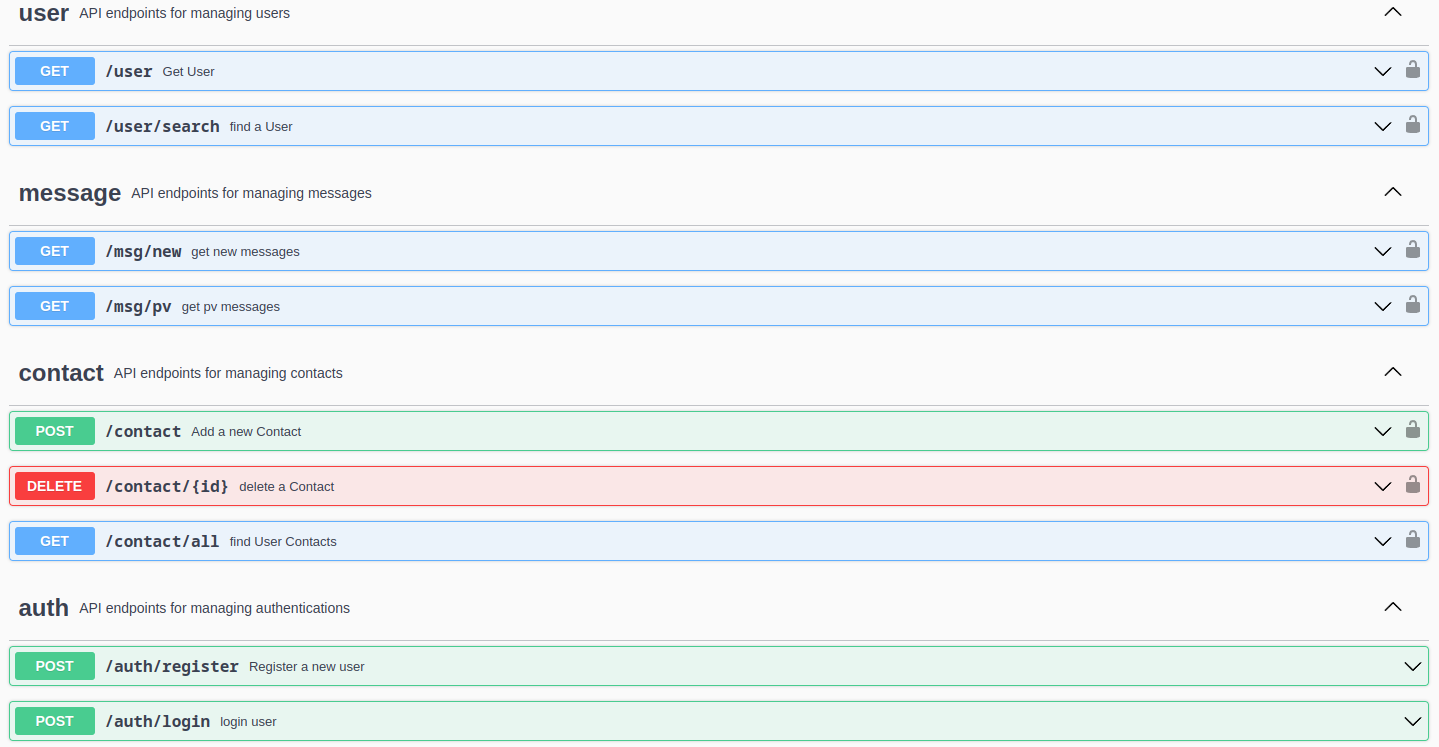 user API endpoints for managing users
GET /user Get User
GET /user/search find a User
message API endpoints for managing messages
GET /msg/new get new messages
GET /msg/pv get pv messages
contact API endpoints for managing contacts
POST /contact Add a new Contact
DELETE /contact/{id} delete a Contact
GET /contact/all find User Contacts
auth API endpoints for managing authentications
POST /auth/register Register a new user
POST /auth/login login user